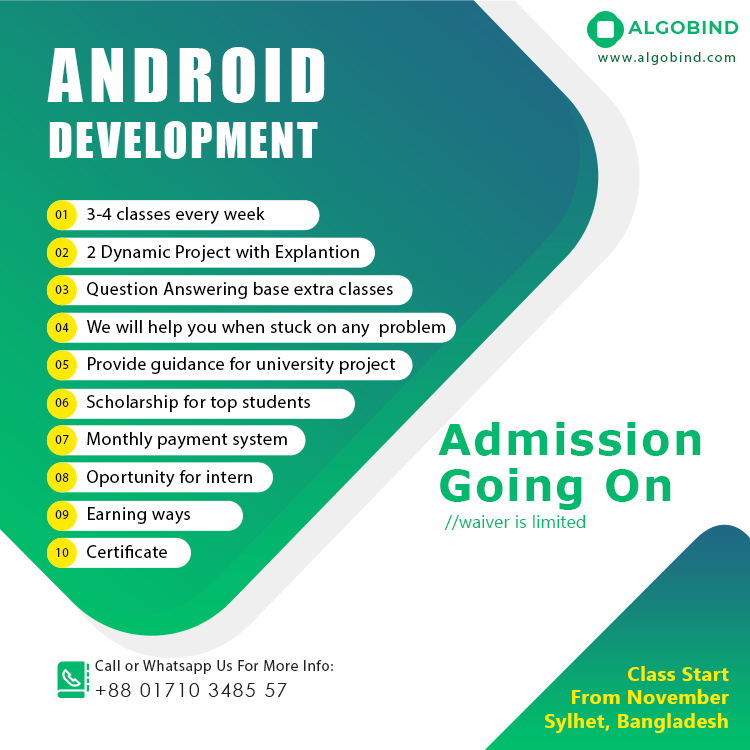 ALGOBIND
www.algobind.com
ANDROID
DEVELOPMENT
01 3-4 classes every week
02 2 Dynamic Project with Explantion
03 Question Answering base extra classes
04 We will help you when stuck on any  problem
05 Provide guidance for university project
06 Scholarship for top students
07 Monthly payment system
08 Oportunity for intern
09 Earning ways
10 Certificate
Admission
Going On
//waiver is limited
Call or Whatsapp Us For More Info:
+88 01710 3485 57
Class Start
From November
Sylhet, Bangladesh